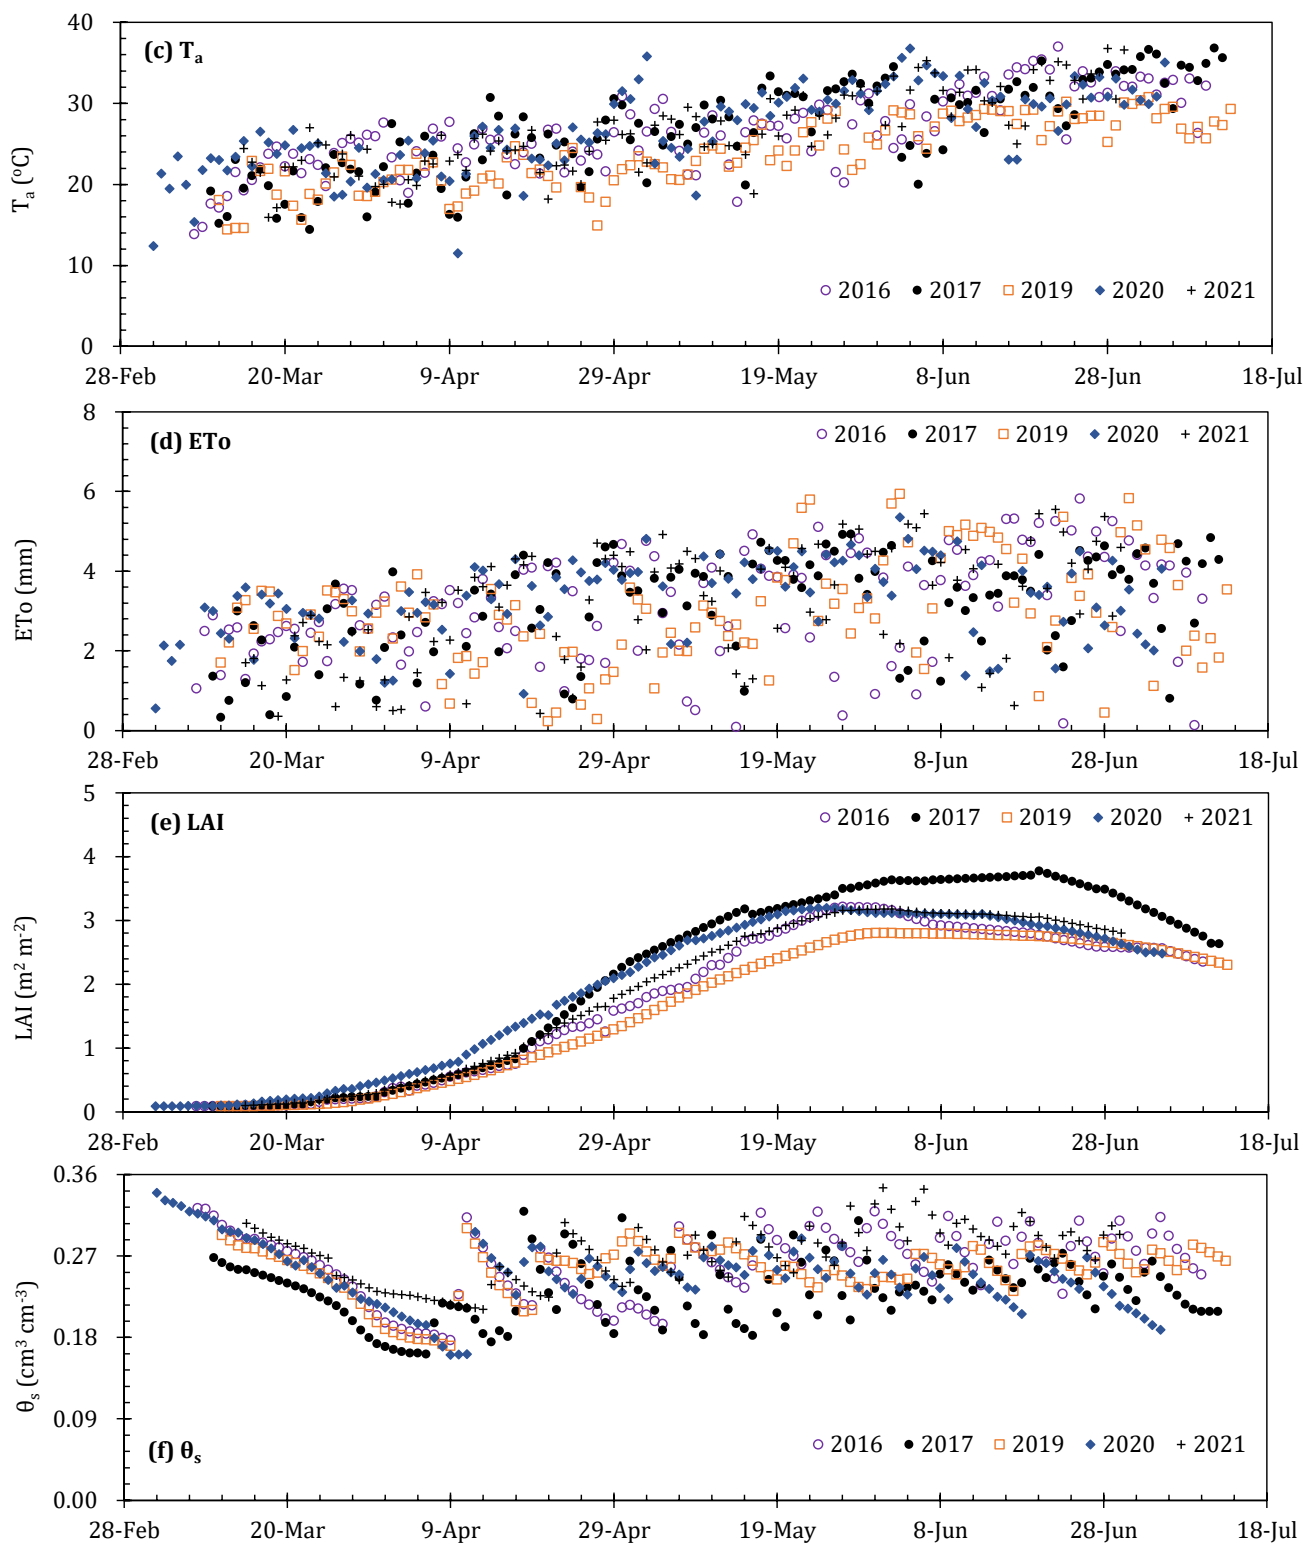 40
(c) Ta
30
20
10
0
Ta (ºC)
2016 2017 2019 2020 2021
28-Feb 20-Mar 9-Apr 29-Apr 19-May 8-Jun 28-Jun 18-Jul
8
(d) ETo
2016 2017 2019 2020 2021
6
4
2
0
ETo (mm)
28-Feb 20-Mar 9-Apr 29-Apr 19-May 8-Jun 28-Jun 18-Jul
5
(e) LAI
2016 2017 2019 2020 2021
4
3
2
1
0
LAI (m² m⁻²)
28-Feb 20-Mar 9-Apr 29-Apr 19-May 8-Jun 28-Jun 18-Jul
0.36
0.27
0.18
0.09
0.00
θs (cm³ cm⁻³)
(f) θs
2016 2017 2019 2020 2021
28-Feb 20-Mar 9-Apr 29-Apr 19-May 8-Jun 28-Jun 18-Jul